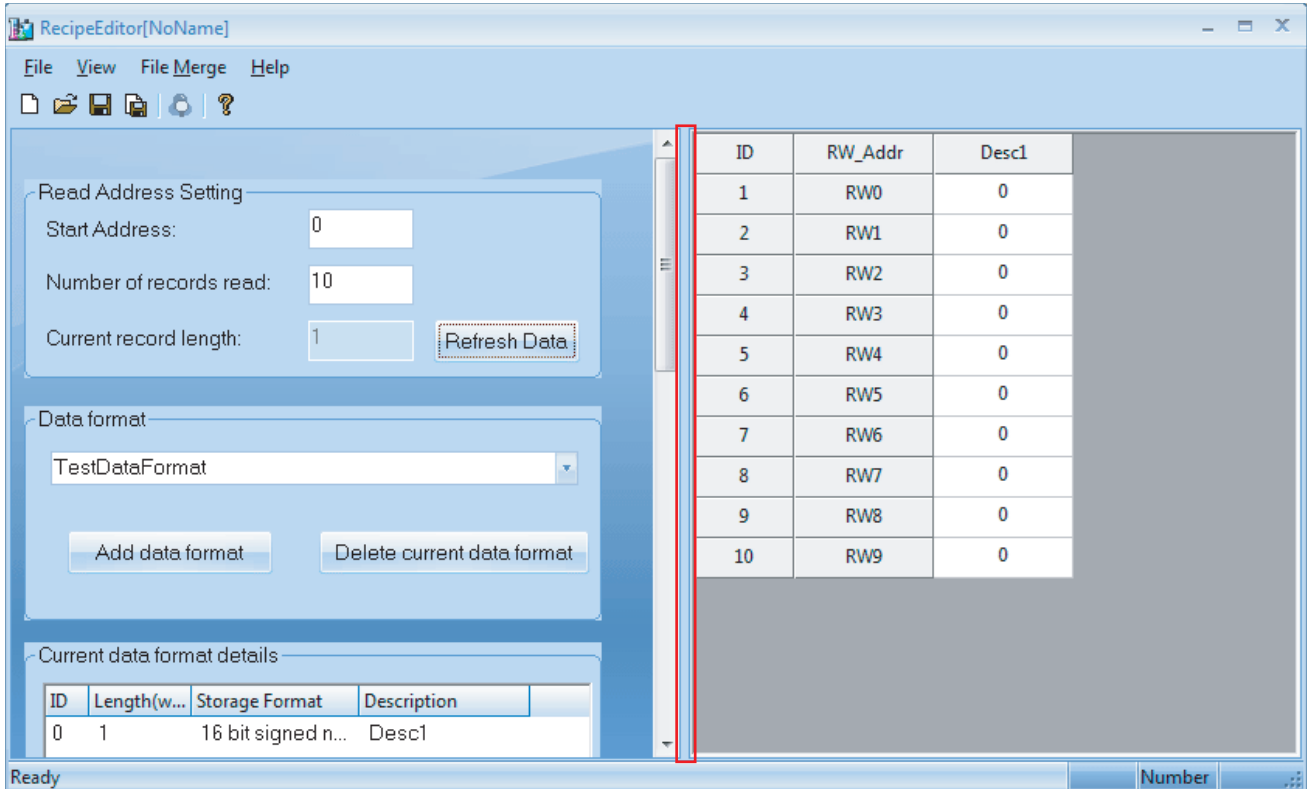 RecipeEditor[NoName]
File View File Merge Help
Read Address Setting
Start Address: 0
Number of records read: 10
Current record length: 1 Refresh Data
Data format
TestDataFormat
Add data format Delete current data format
Current data format details
ID Length(w... Storage Format Description
0 1 16 bit signed n... Desc1
ID RW_Addr Desc1
1 RW0 0
2 RW1 0
3 RW2 0
4 RW3 0
5 RW4 0
6 RW5 0
7 RW6 0
8 RW7 0
9 RW8 0
10 RW9 0
Ready Number